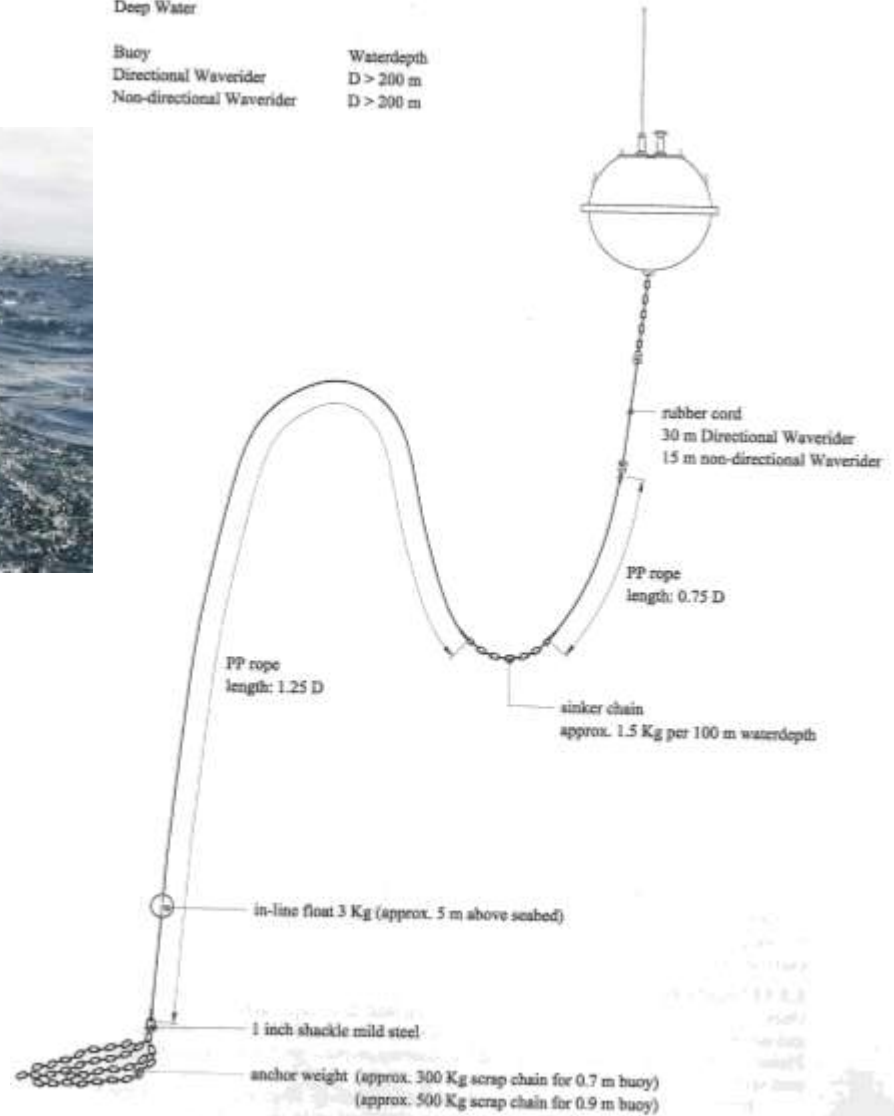 Deep Water
Buoy Waterdepth
Directional Waverider D > 200 m
Non-directional Waverider D > 200 m
rubber cord
30 m Directional Waverider
15 m non-directional Waverider
PP rope
length: 0.75 D
PP rope
length: 1.25 D
sinker chain
approx. 1.5 Kg per 100 m waterdepth
in-line float 3 Kg (approx. 5 m above seabed)
1 inch shackle mild steel
anchor weight (approx. 300 Kg scrap chain for 0.7 m buoy)
(approx. 500 Kg scrap chain for 0.9 m buoy)